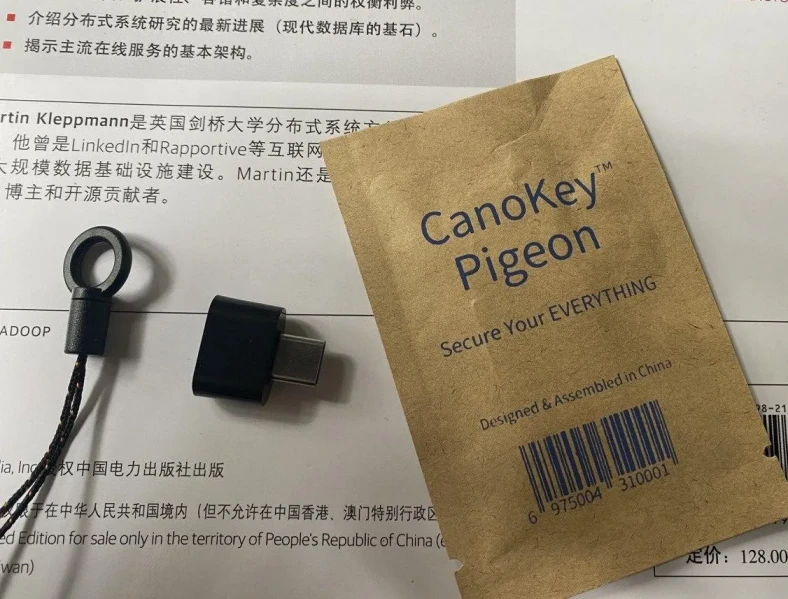 介绍分布式系统研究的最新进展（现代数据库的基石）。
揭示主流在线服务的基本架构。
Kleppmann是英国剑桥大学分布式系统
他曾是LinkedIn和Rapportive等互联网
规模数据基础设施建设。Martin还是
博主和开源贡献者。
CanoKey™
Pigeon
Secure Your EVERYTHING
Designed & Assembled in China
6 975004 310001
ADOOP
中国电力出版社出版
限于在中华人民共和国境内（但不允许在中国香港、澳门特别行政区
Edition for sale only in the territory of People's Republic of China
定价：128.00